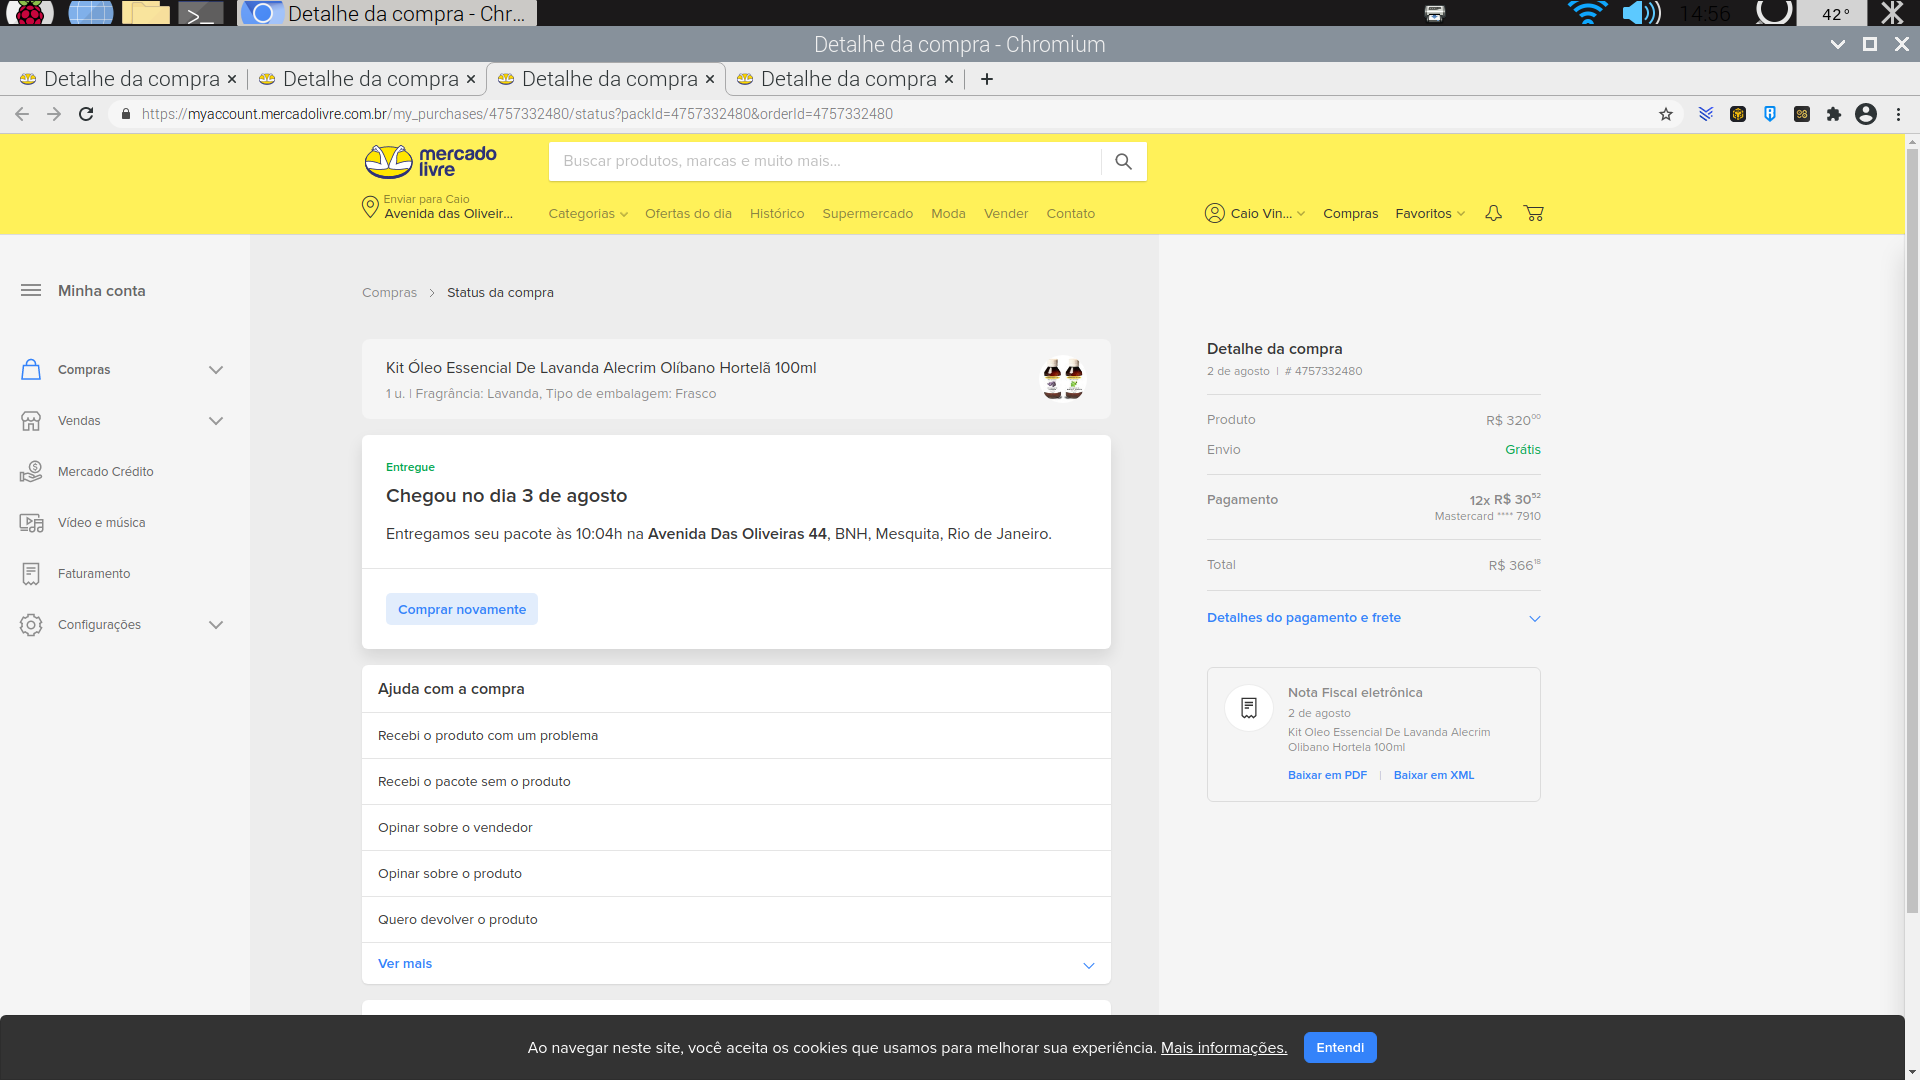 Detalhe da compra - Chr...
14:56
42°
Detalhe da compra - Chromium
Detalhe da compra
Detalhe da compra
Detalhe da compra
Detalhe da compra
https://myaccount.mercadolivre.com.br/my_purchases/4757332480/status?packId=4757332480&orderId=4757332480
mercado
livre
Buscar produtos, marcas e muito mais...
Enviar para Caio
Avenida das Oliveir...
Categorias
Ofertas do dia
Histórico
Supermercado
Moda
Vender
Contato
Caio Vin...
Compras
Favoritos
Minha conta
Compras
Vendas
Mercado Crédito
Vídeo e música
Faturamento
Configurações
Compras
Status da compra
Kit Óleo Essencial De Lavanda Alecrim Olíbano Hortelã 100ml
1 u. | Fragrância: Lavanda, Tipo de embalagem: Frasco
Entregue
Chegou no dia 3 de agosto
Entregamos seu pacote às 10:04h na Avenida Das Oliveiras 44, BNH, Mesquita, Rio de Janeiro.
Comprar novamente
Ajuda com a compra
Recebi o produto com um problema
Recebi o pacote sem o produto
Opinar sobre o vendedor
Opinar sobre o produto
Quero devolver o produto
Ver mais
Detalhe da compra
2 de agosto | # 4757332480
Produto R$ 320⁰⁰
Envio Grátis
Pagamento 12x R$ 30⁵²
Mastercard **** 7910
Total R$ 366¹⁸
Detalhes do pagamento e frete
Nota Fiscal eletrônica
2 de agosto
Kit Oleo Essencial De Lavanda Alecrim
Olibano Hortela 100ml
Baixar em PDF | Baixar em XML
Ao navegar neste site, você aceita os cookies que usamos para melhorar sua experiência. Mais informações.
Entendi